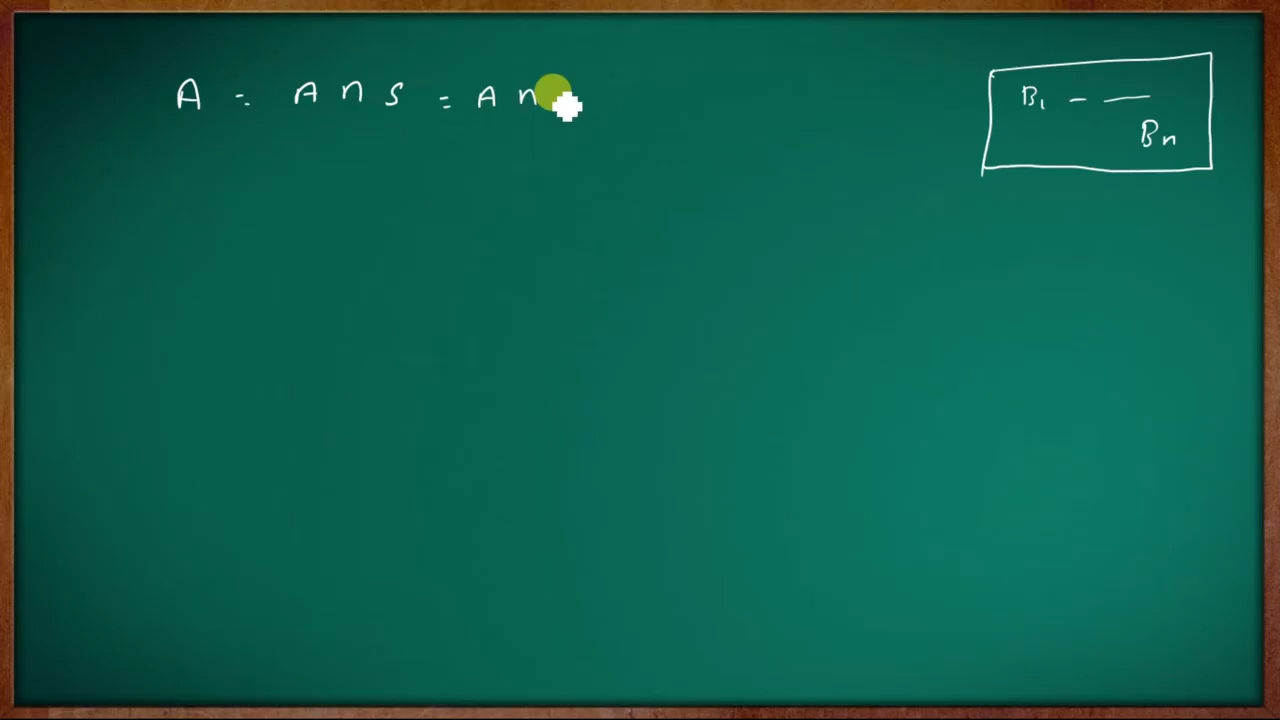 A = A ∩ S = A ∩
B₁ - —
Bn